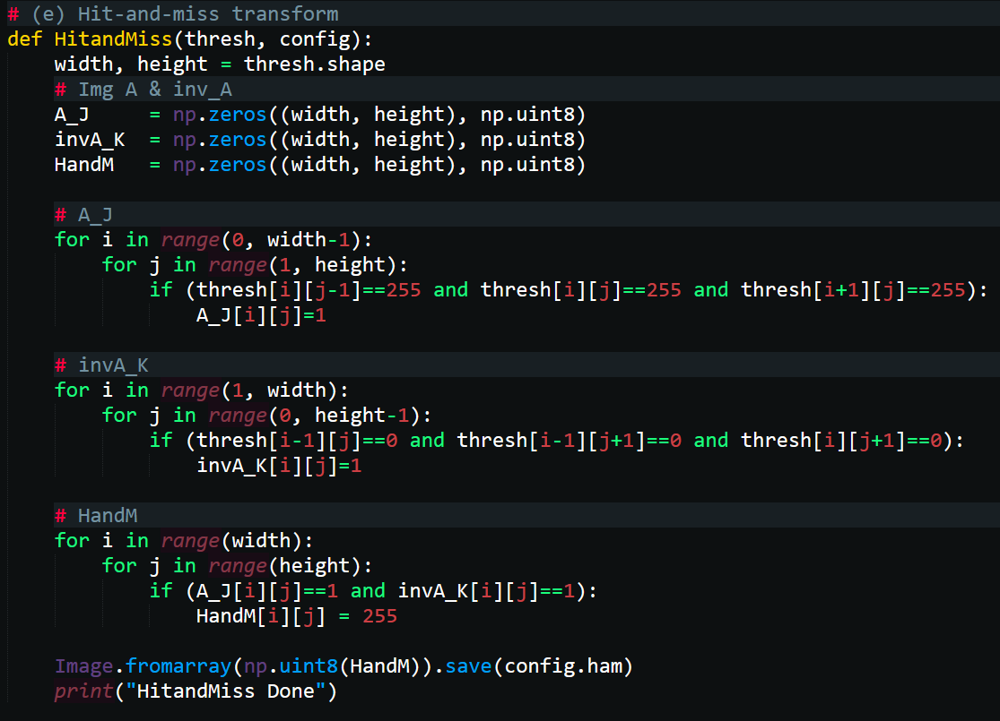 # (e) Hit-and-miss transform
def HitandMiss(thresh, config):
    width, height = thresh.shape
    # Img A & inv_A
    A_J     = np.zeros((width, height), np.uint8)
    invA_K  = np.zeros((width, height), np.uint8)
    HandM   = np.zeros((width, height), np.uint8)

    # A_J
    for i in range(0, width-1):
        for j in range(1, height):
            if (thresh[i][j-1]==255 and thresh[i][j]==255 and thresh[i+1][j]==255):
                A_J[i][j]=1

    # invA_K
    for i in range(1, width):
        for j in range(0, height-1):
            if (thresh[i-1][j]==0 and thresh[i-1][j+1]==0 and thresh[i][j+1]==0):
                invA_K[i][j]=1

    # HandM
    for i in range(width):
        for j in range(height):
            if (A_J[i][j]==1 and invA_K[i][j]==1):
                HandM[i][j] = 255

    Image.fromarray(np.uint8(HandM)).save(config.ham)
    print("HitandMiss Done")